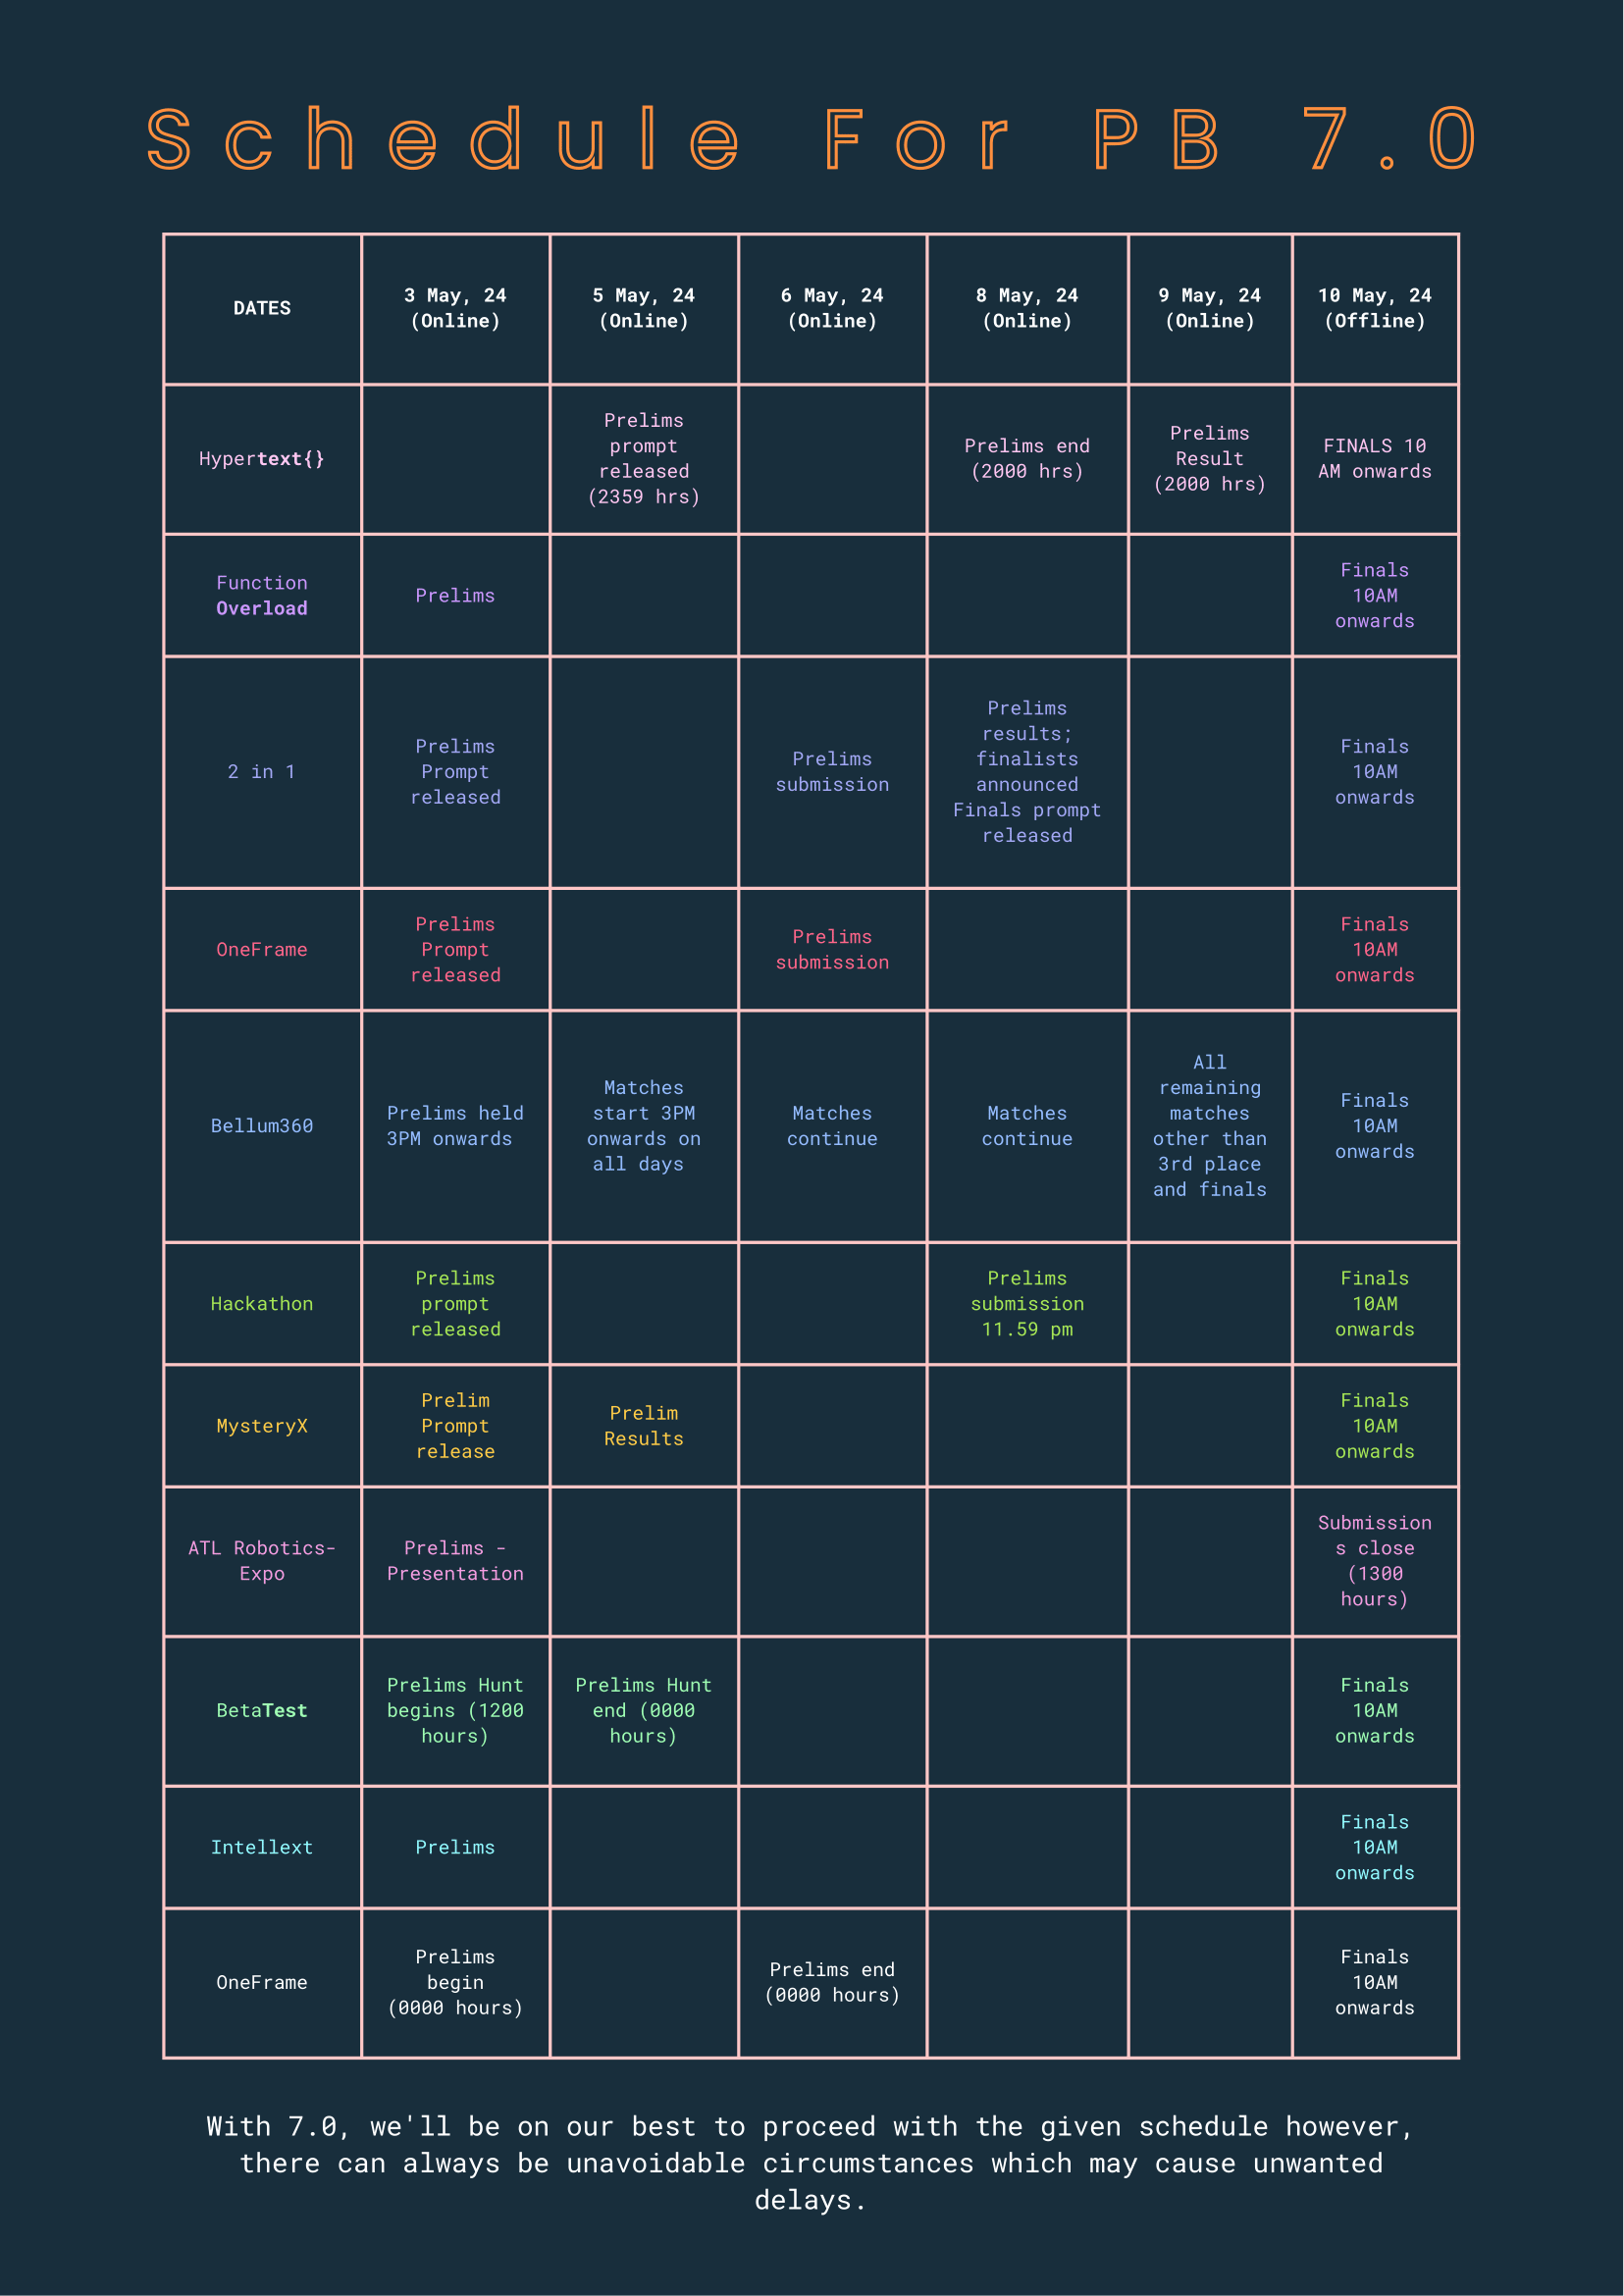 Schedule For PB 7.0
DATES
3 May, 24
(Online)
5 May, 24
(Online)
6 May, 24
(Online)
8 May, 24
(Online)
9 May, 24
(Online)
10 May, 24
(Offline)
Hypertext{}
Prelims
prompt
released
(2359 hrs)
Prelims end
(2000 hrs)
Prelims
Result
(2000 hrs)
FINALS 10
AM onwards
Function
Overload
Prelims
Finals
10AM
onwards
2 in 1
Prelims
Prompt
released
Prelims
submission
Prelims
results;
finalists
announced
Finals prompt
released
Finals
10AM
onwards
OneFrame
Prelims
Prompt
released
Prelims
submission
Finals
10AM
onwards
Bellum360
Prelims held
3PM onwards
Matches
start 3PM
onwards on
all days
Matches
continue
Matches
continue
All
remaining
matches
other than
3rd place
and finals
Finals
10AM
onwards
Hackathon
Prelims
prompt
released
Prelims
submission
11.59 pm
Finals
10AM
onwards
MysteryX
Prelim
Prompt
release
Prelim
Results
Finals
10AM
onwards
ATL Robotics-
Expo
Prelims -
Presentation
Submission
s close
(1300
hours)
BetaTest
Prelims Hunt
begins (1200
hours)
Prelims Hunt
end (0000
hours)
Finals
10AM
onwards
Intellext
Prelims
Finals
10AM
onwards
OneFrame
Prelims
begin
(0000 hours)
Prelims end
(0000 hours)
Finals
10AM
onwards
With 7.0, we'll be on our best to proceed with the given schedule however,
there can always be unavoidable circumstances which may cause unwanted
delays.